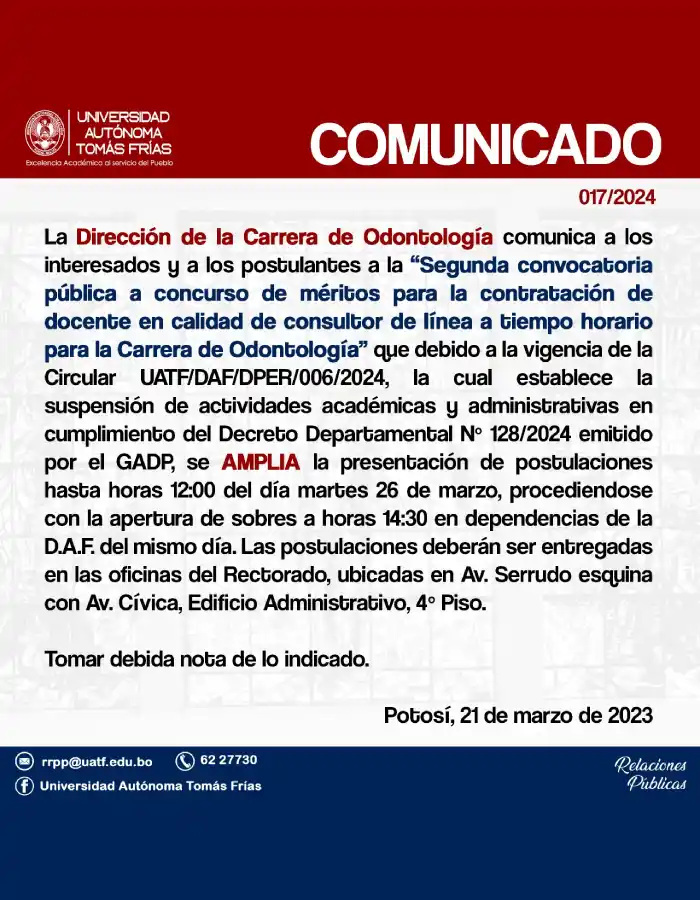 UNIVERSIDAD
AUTÓNOMA
TOMÁS FRÍAS
Excelencia Académica al servicio del Pueblo
COMUNICADO
017/2024
La Dirección de la Carrera de Odontología comunica a los
interesados y a los postulantes a la “Segunda convocatoria
pública a concurso de méritos para la contratación de
docente en calidad de consultor de línea a tiempo horario
para la Carrera de Odontología” que debido a la vigencia de la
Circular UATF/DAF/DPER/006/2024, la cual establece la
suspensión de actividades académicas y administrativas en
cumplimiento del Decreto Departamental Nº 128/2024 emitido
por el GADP, se AMPLIA la presentación de postulaciones
hasta horas 12:00 del día martes 26 de marzo, procediendose
con la apertura de sobres a horas 14:30 en dependencias de la
D.A.F. del mismo día. Las postulaciones deberán ser entregadas
en las oficinas del Rectorado, ubicadas en Av. Serrudo esquina
con Av. Cívica, Edificio Administrativo, 4º Piso.
Tomar debida nota de lo indicado.
Potosí, 21 de marzo de 2023
rrpp@uatf.edu.bo 62 27730
Universidad Autónoma Tomás Frías
Relaciones
Públicas